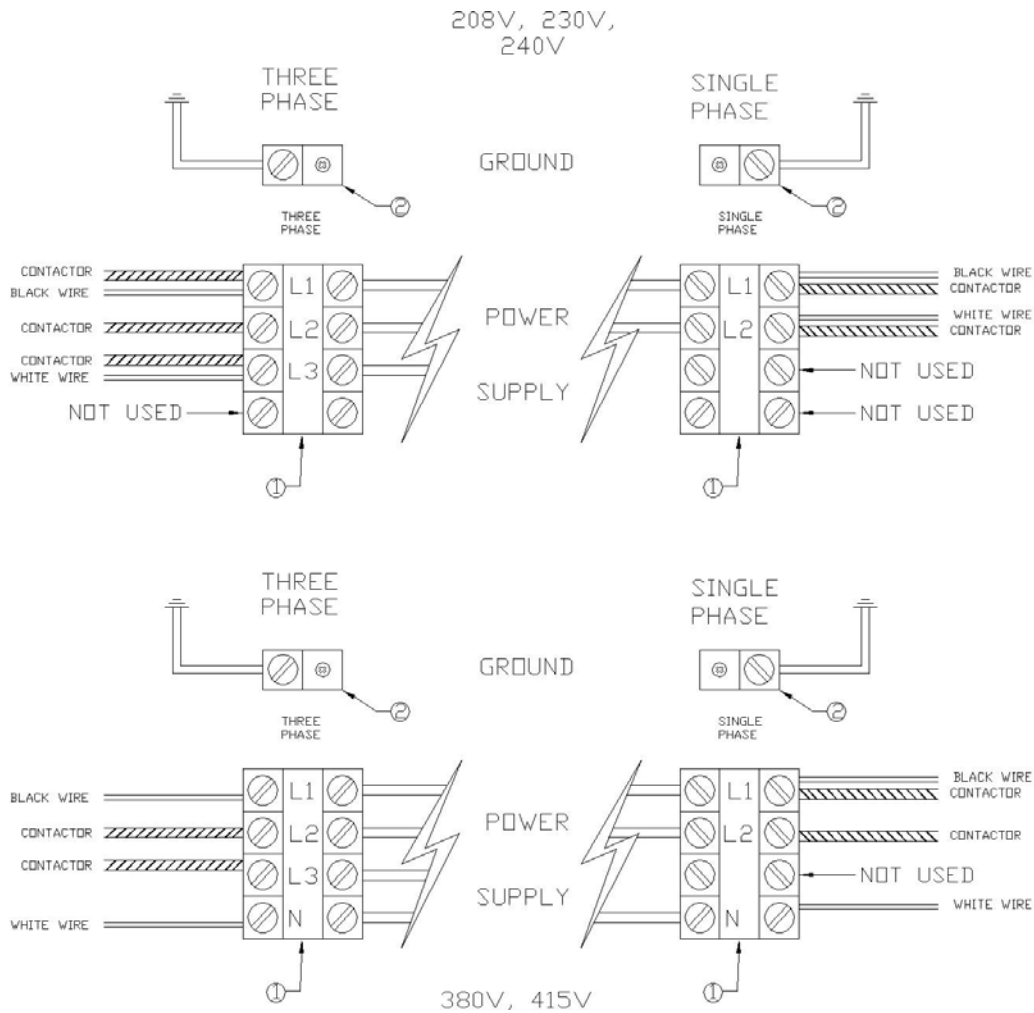 208V, 230V,
240V
THREE
PHASE
SINGLE
PHASE
GROUND
2
2
THREE
PHASE
SINGLE
PHASE
CONTACTOR
BLACK WIRE
CONTACTOR
CONTACTOR
WHITE WIRE
NOT USED
L1
L2
L3
1
POWER
SUPPLY
L1
L2
1
BLACK WIRE
CONTACTOR
WHITE WIRE
CONTACTOR
NOT USED
NOT USED
THREE
PHASE
SINGLE
PHASE
GROUND
2
2
THREE
PHASE
SINGLE
PHASE
BLACK WIRE
CONTACTOR
CONTACTOR
WHITE WIRE
L1
L2
L3
N
1
POWER
SUPPLY
L1
L2
N
1
BLACK WIRE
CONTACTOR
CONTACTOR
NOT USED
WHITE WIRE
380V, 415V